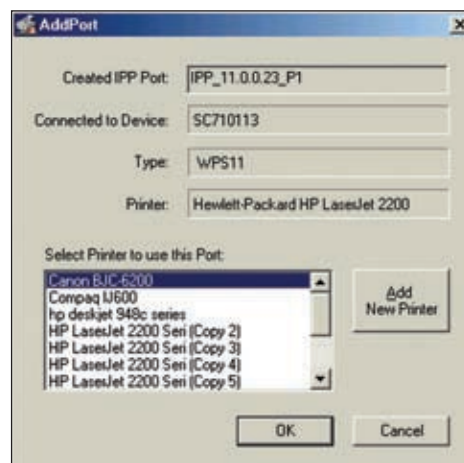 AddPort
Created IPP Port: IPP_11.0.0.23_P1
Connected to Device: SC710113
Type: WPS11
Printer: Hewlett-Packard HP LaserJet 2200
Select Printer to use this Port:
Canon BJC-6200
Compaq IJ600
hp deskjet 948c series
HP LaserJet 2200 Seri (Copy 2)
HP LaserJet 2200 Seri (Copy 3)
HP LaserJet 2200 Seri (Copy 4)
HP LaserJet 2200 Seri (Copy 5)
Add
New Printer
OK
Cancel